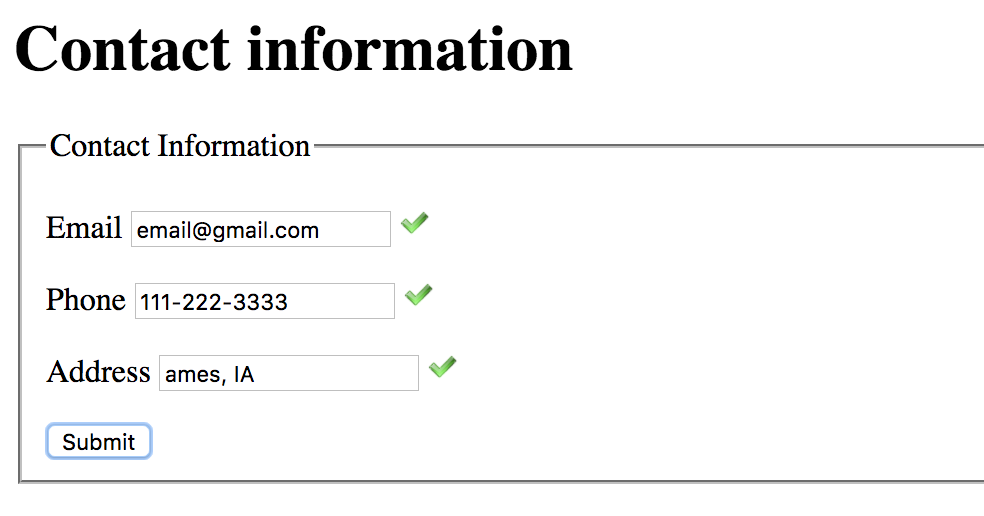 Contact information
Contact Information
Email email@gmail.com
Phone 111-222-3333
Address ames, IA
Submit